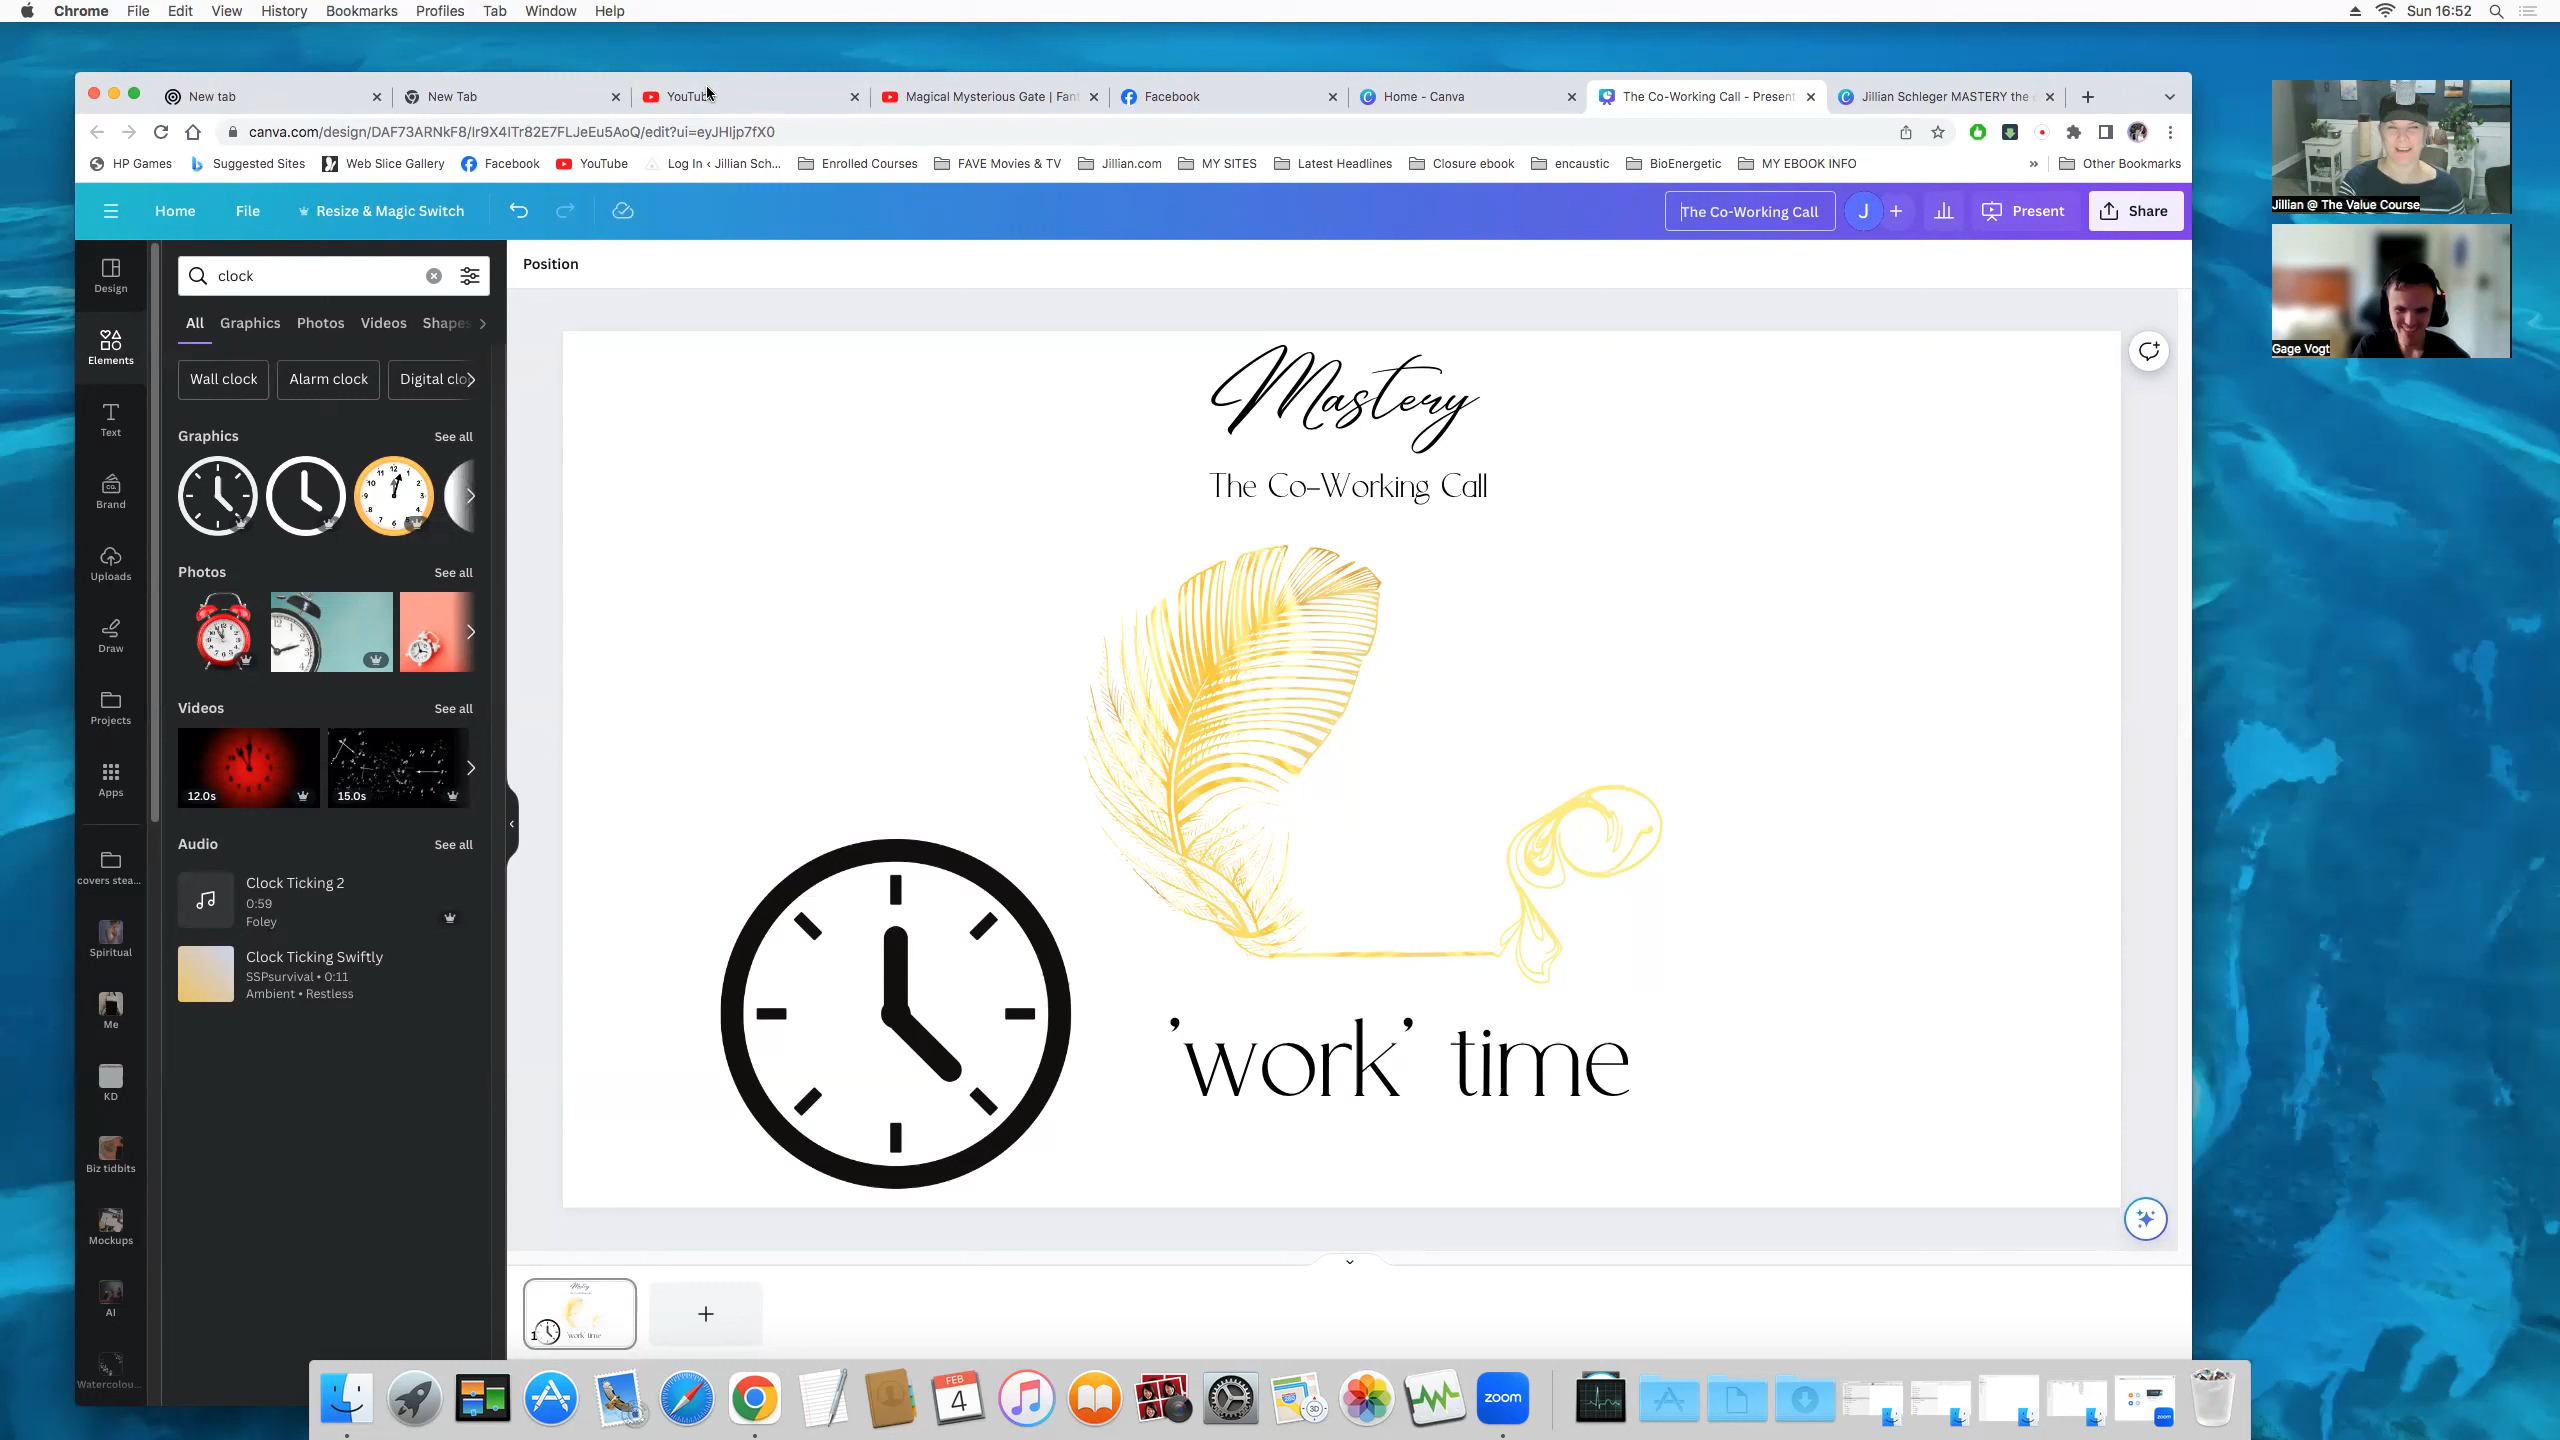 Chrome File Edit View History Bookmarks Profiles Tab Window Help Sun 16:52
New tab New Tab YouTube Magical Mysterious Gate | Fant Facebook Home - Canva The Co-Working Call - Present Jillian Schleger MASTERY the
canva.com/design/DAF73ARNkF8/lr9X4lTr82E7FLJeEu5AoQ/edit?ui=eyJHIjp7fX0
HP Games Suggested Sites Web Slice Gallery Facebook YouTube Log In ‹ Jillian Sch... Enrolled Courses FAVE Movies & TV Jillian.com MY SITES Latest Headlines Closure ebook encaustic BioEnergetic MY EBOOK INFO » Other Bookmarks
Home File Resize & Magic Switch The Co-Working Call J + Present Share
Jillian @ The Value Course
Gage Vogt
Position
Design
Elements
Text
Brand
Uploads
Draw
Projects
Apps
covers stea...
Spiritual
Me
KD
Biz tidbits
Mockups
AI
Watercolou...
clock
All Graphics Photos Videos Shapes
Wall clock Alarm clock Digital clo
Graphics See all
Photos See all
Videos See all
12.0s 15.0s
Audio See all
Clock Ticking 2
0:59
Foley
Clock Ticking Swiftly
SSPsurvival • 0:11
Ambient • Restless
Mastery
The Co-Working Call
'work' time
1
FEB
4
zoom